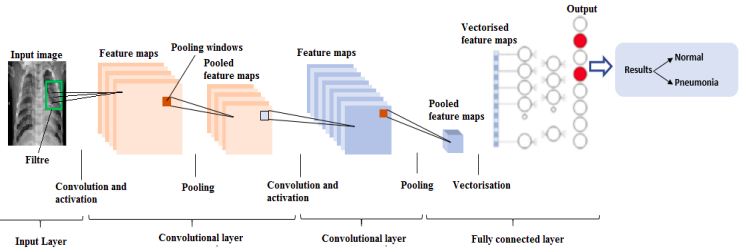 Output
Input image
Feature maps
Pooling windows
Pooled
feature maps
Feature maps
Vectorised
feature maps
Results
Normal
Pneumonia
Pooled
feature maps
Filtre
Convolution and
activation
Pooling
Convolution and
activation
Pooling
Vectorisation
Input Layer
Convolutional layer
Convolutional layer
Fully connected layer